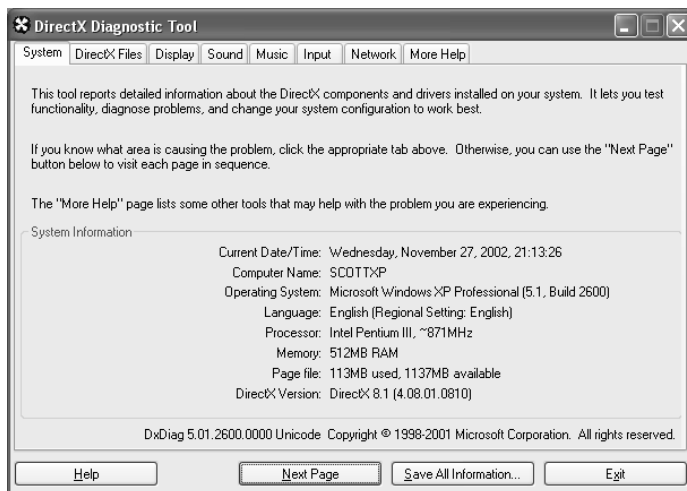 DirectX Diagnostic Tool
System DirectX Files Display Sound Music Input Network More Help
This tool reports detailed information about the DirectX components and drivers installed on your system. It lets you test
functionality, diagnose problems, and change your system configuration to work best.
If you know what area is causing the problem, click the appropriate tab above. Otherwise, you can use the "Next Page"
button below to visit each page in sequence.
The "More Help" page lists some other tools that may help with the problem you are experiencing.
System Information
Current Date/Time: Wednesday, November 27, 2002, 21:13:26
Computer Name: SCOTTXP
Operating System: Microsoft Windows XP Professional (5.1, Build 2600)
Language: English (Regional Setting: English)
Processor: Intel Pentium III, ~871MHz
Memory: 512MB RAM
Page file: 113MB used, 1137MB available
DirectX Version: DirectX 8.1 (4.08.01.0810)
DxDiag 5.01.2600.0000 Unicode Copyright © 1998-2001 Microsoft Corporation. All rights reserved.
Help Next Page Save All Information... Exit